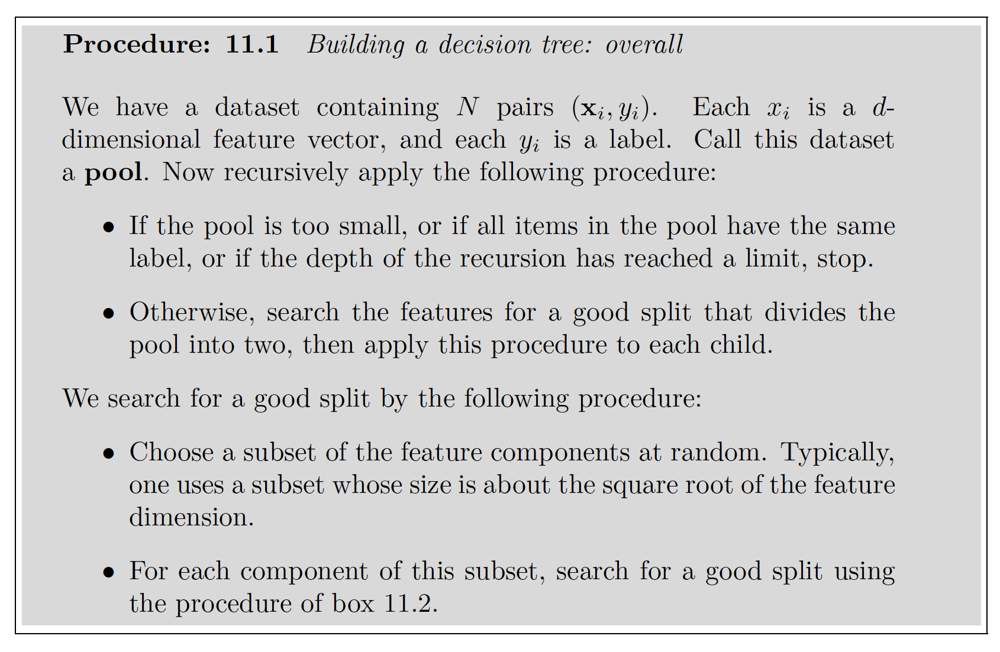 Procedure: 11.1 Building a decision tree: overall
We have a dataset containing N pairs (𝐱ᵢ, yᵢ). Each xᵢ is a d-
dimensional feature vector, and each yᵢ is a label. Call this dataset
a pool. Now recursively apply the following procedure:
• If the pool is too small, or if all items in the pool have the same
label, or if the depth of the recursion has reached a limit, stop.
• Otherwise, search the features for a good split that divides the
pool into two, then apply this procedure to each child.
We search for a good split by the following procedure:
• Choose a subset of the feature components at random. Typically,
one uses a subset whose size is about the square root of the feature
dimension.
• For each component of this subset, search for a good split using
the procedure of box 11.2.